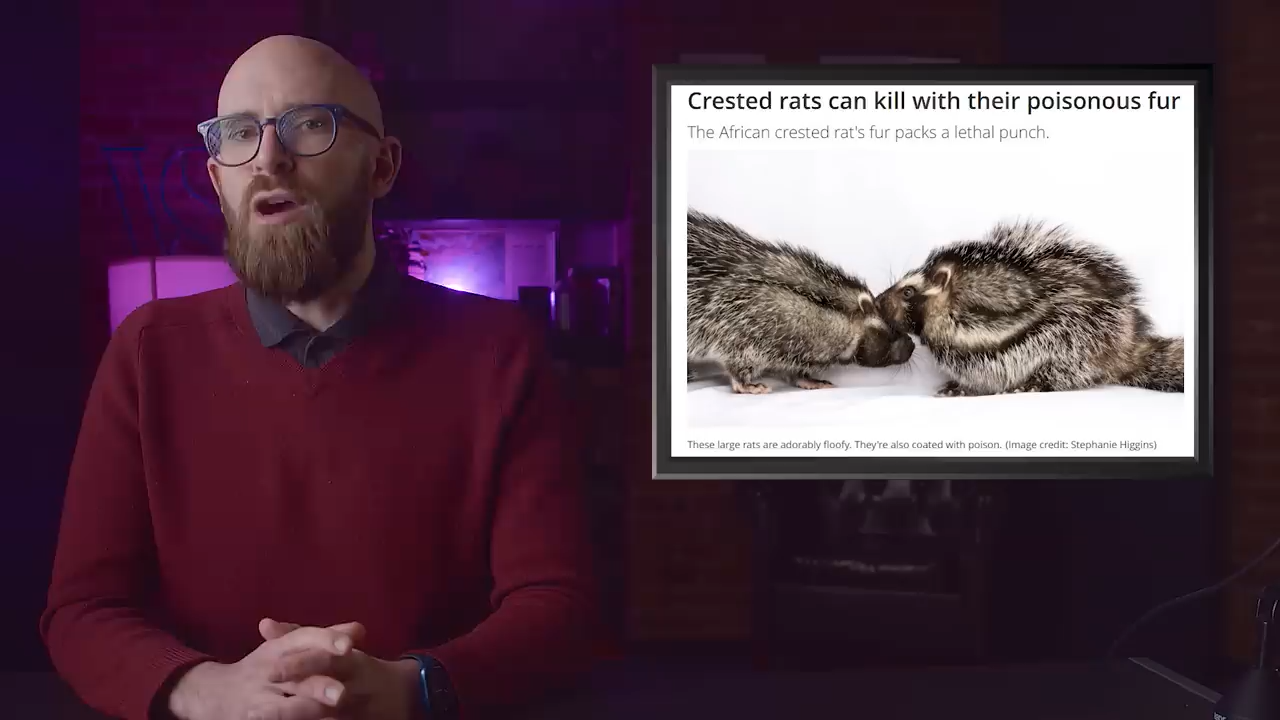 Crested rats can kill with their poisonous fur
The African crested rat's fur packs a lethal punch.
These large rats are adorably floofy. They're also coated with poison. (Image credit: Stephanie Higgins)